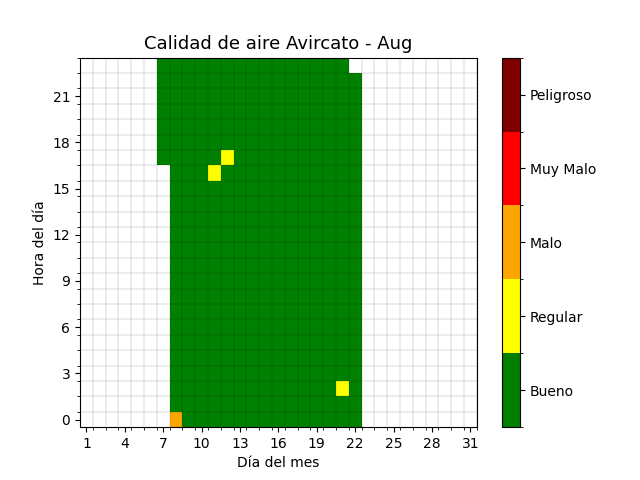 Calidad de aire Avircato - Aug
21
18
15
12
9
6
3
0
Hora del día
1 4 7 10 13 16 19 22 25 28 31
Día del mes
Peligroso
Muy Malo
Malo
Regular
Bueno